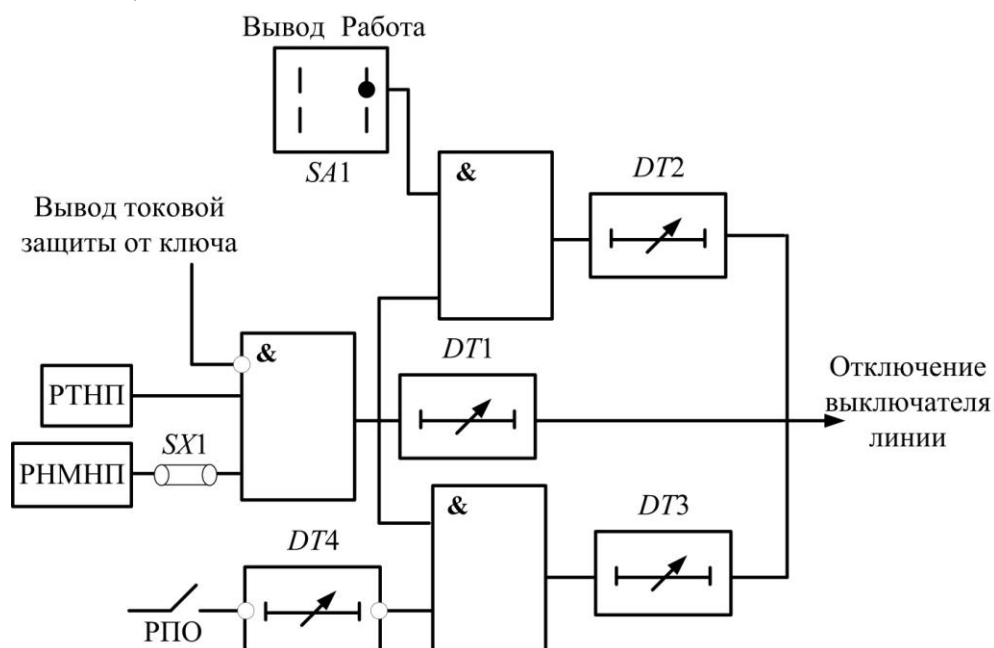 Вывод Работа
SA1
&
DT2
Вывод токовой
защиты от ключа
&
DT1
РТНП
SX1
РНМНП
Отключение
выключателя
линии
&
DT3
DT4
РПО